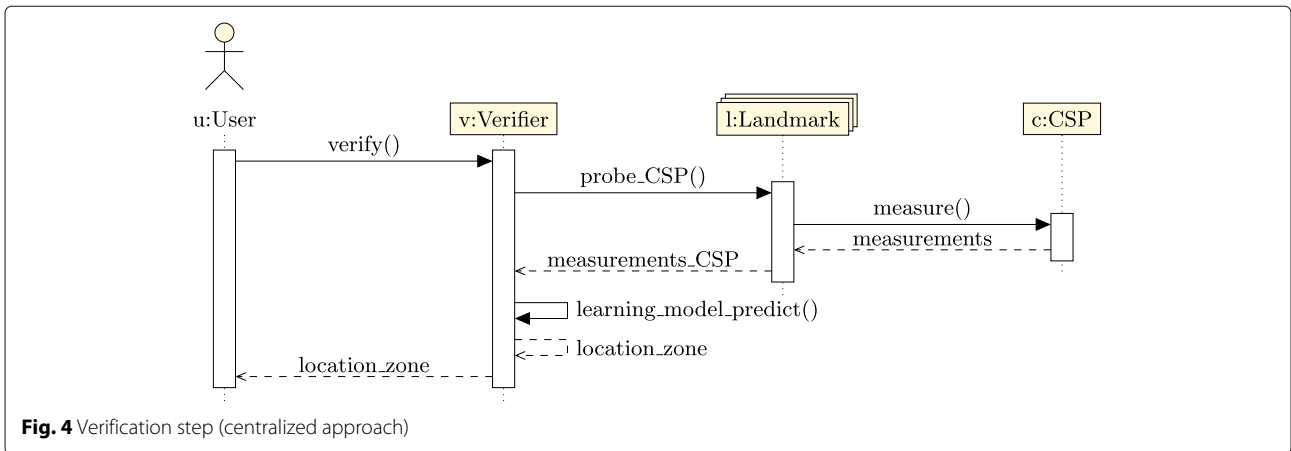 u:User
v:Verifier
l:Landmark
c:CSP
verify()
probe_CSP()
measure()
measurements
measurements_CSP
learning_model_predict()
location_zone
location_zone
Fig. 4 Verification step (centralized approach)